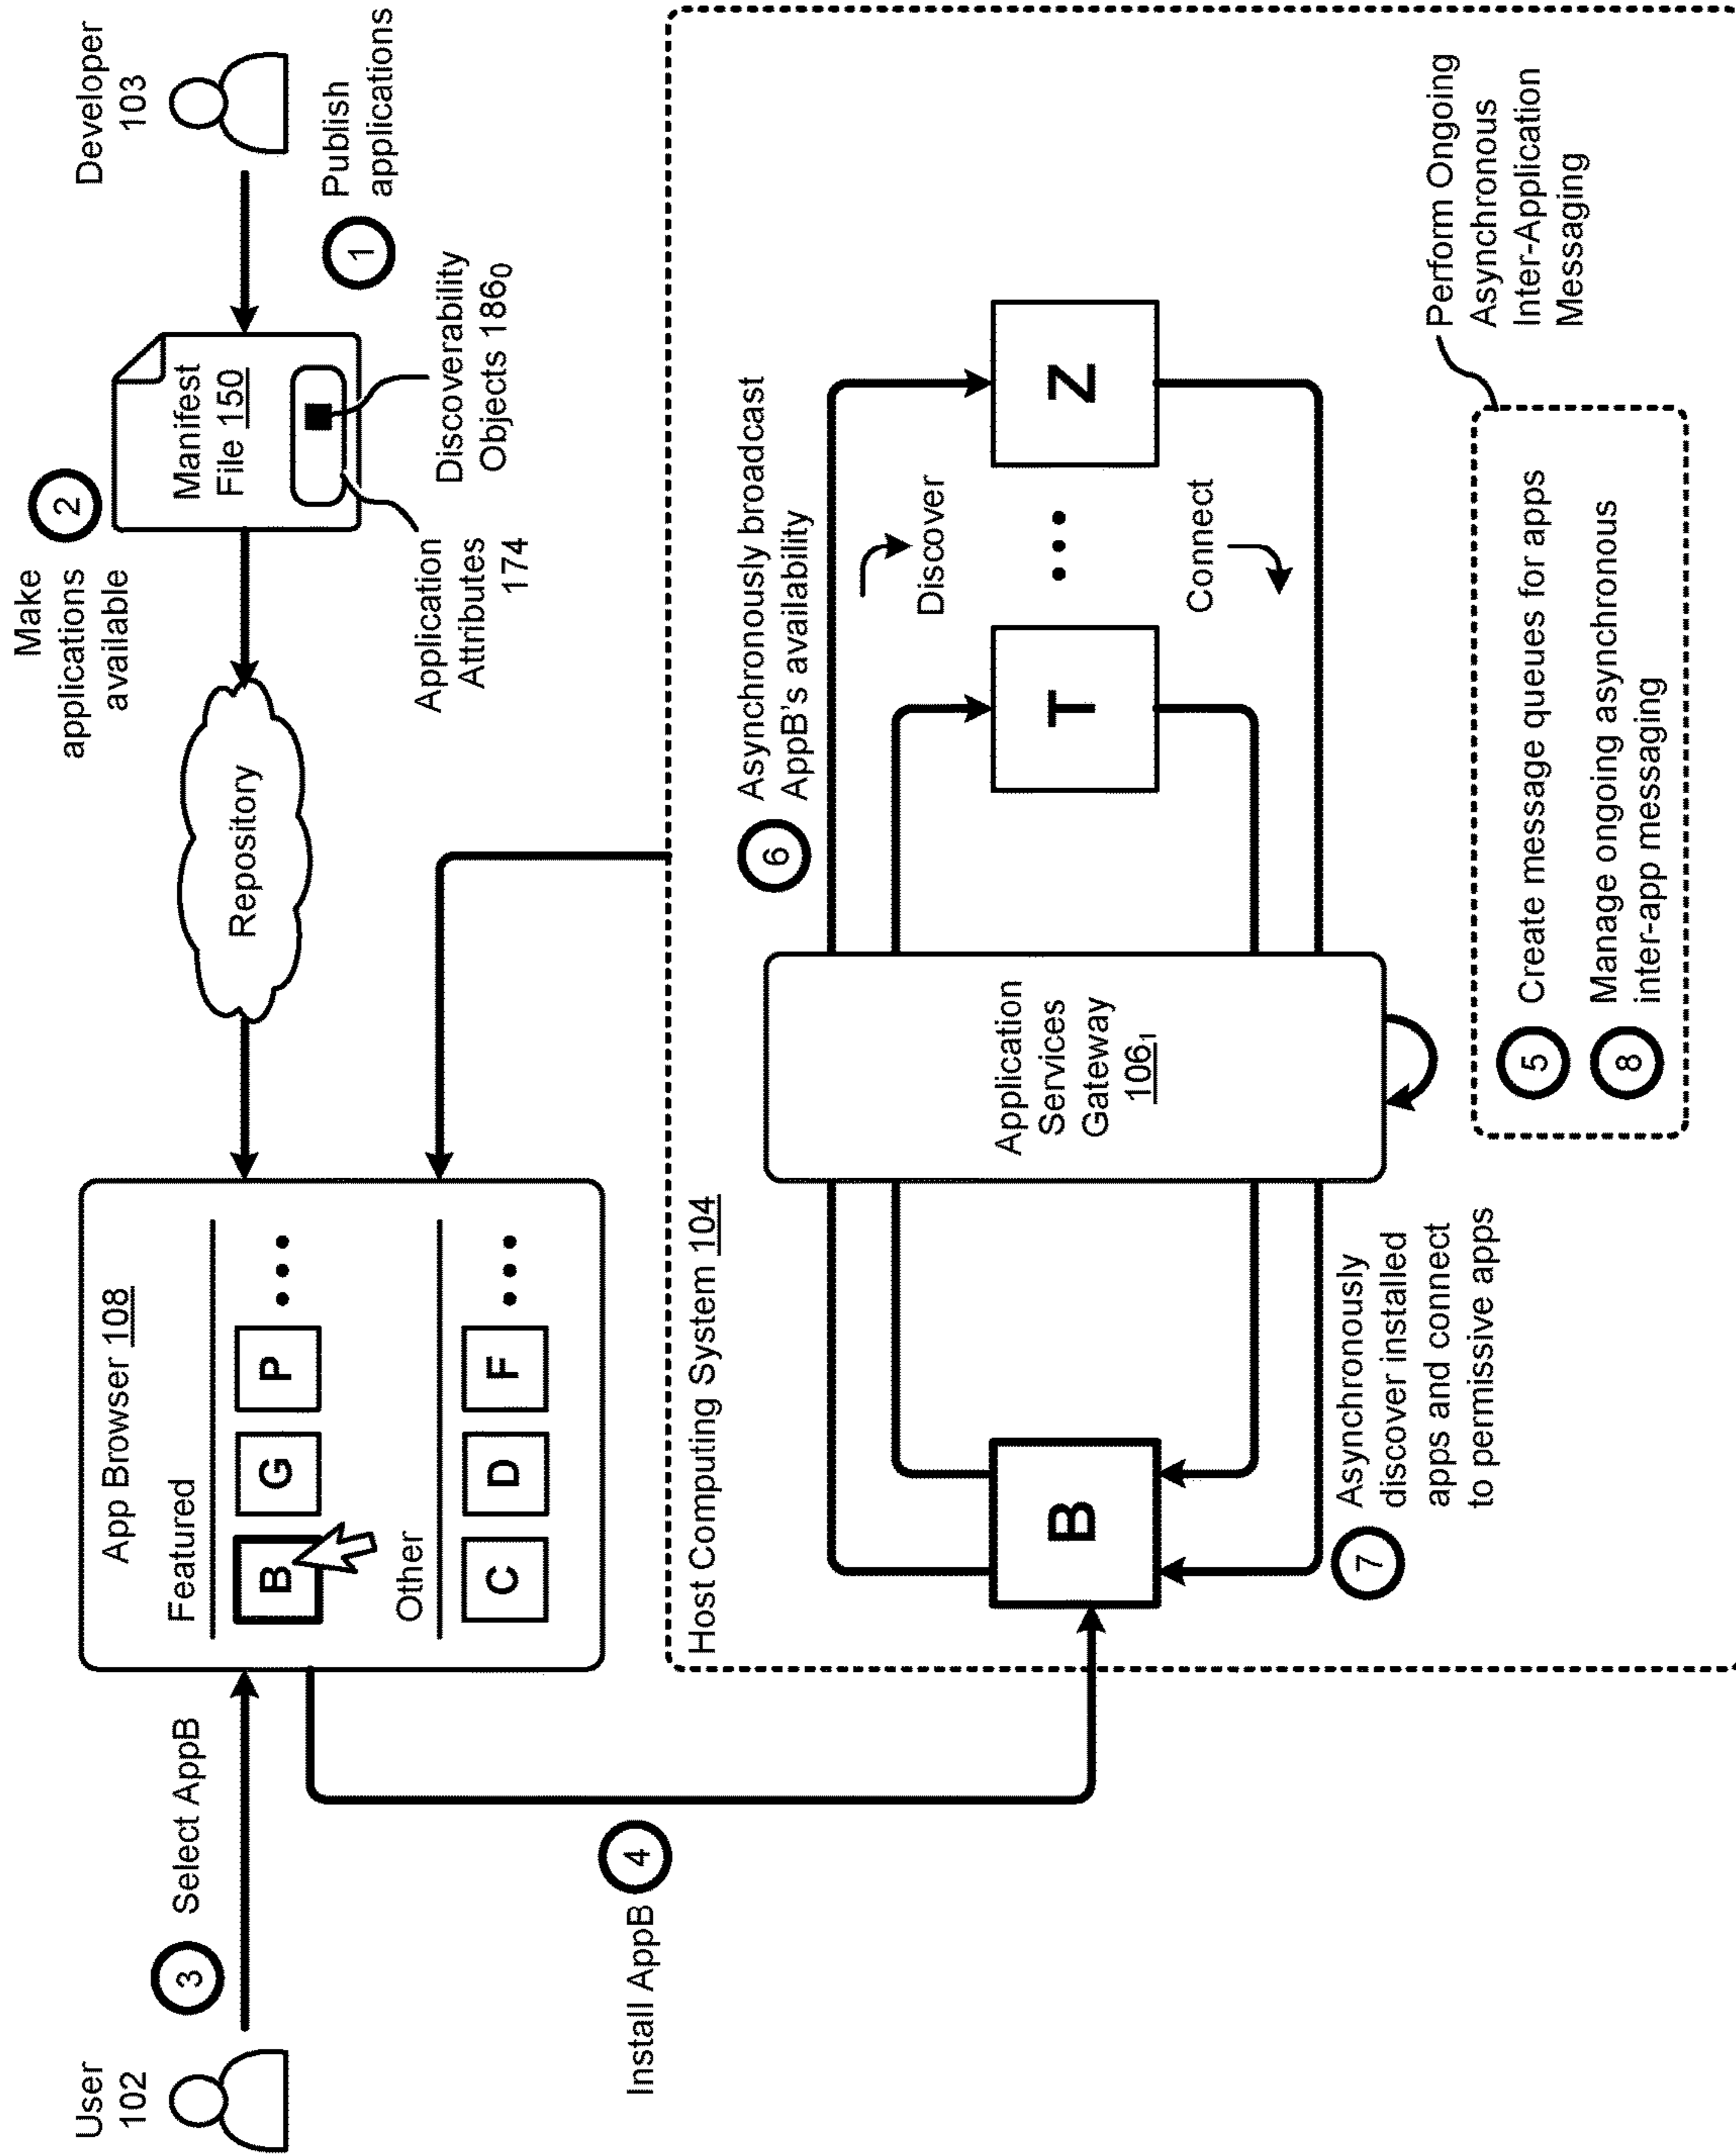 User
102
3
Select AppB
App Browser 108
Featured
B
G
P
Other
C
D
F
Repository
Make
applications
available
2
Manifest
File 150
Application
Attributes
174
Discoverability
Objects 186₀
Developer
103
1
Publish
applications
Install AppB
4
Host Computing System 104
6
Asynchronously broadcast
AppB's availability
B
Application
Services
Gateway
106₁
T
Z
Discover
Connect
7
Asynchronously
discover installed
apps and connect
to permissive apps
5
Create message queues for apps
8
Manage ongoing asynchronous
inter-app messaging
Perform Ongoing
Asynchronous
Inter-Application
Messaging